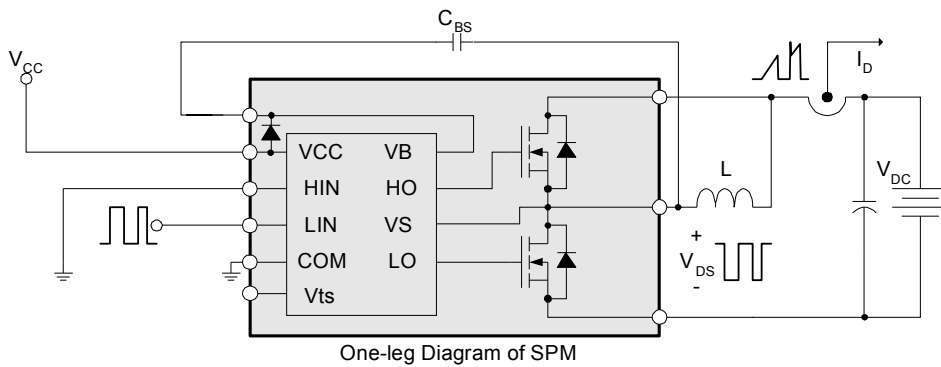 C_BS
V_CC
I_D
VCC VB
HIN HO
LIN VS
COM LO
Vts
L
V_DC
+
V_DS
-
One-leg Diagram of SPM